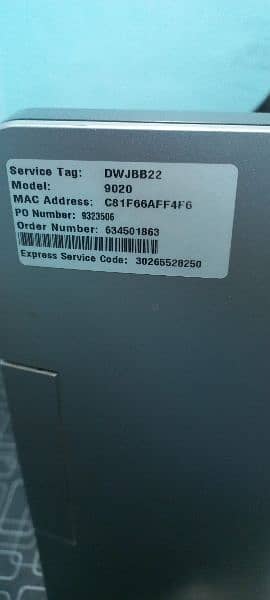 Service Tag: DWJBB22
Model: 9020
MAC Address: C81F66AFF4F6
PO Number: 9323506
Order Number: 634501863
Express Service Code: 30265528250